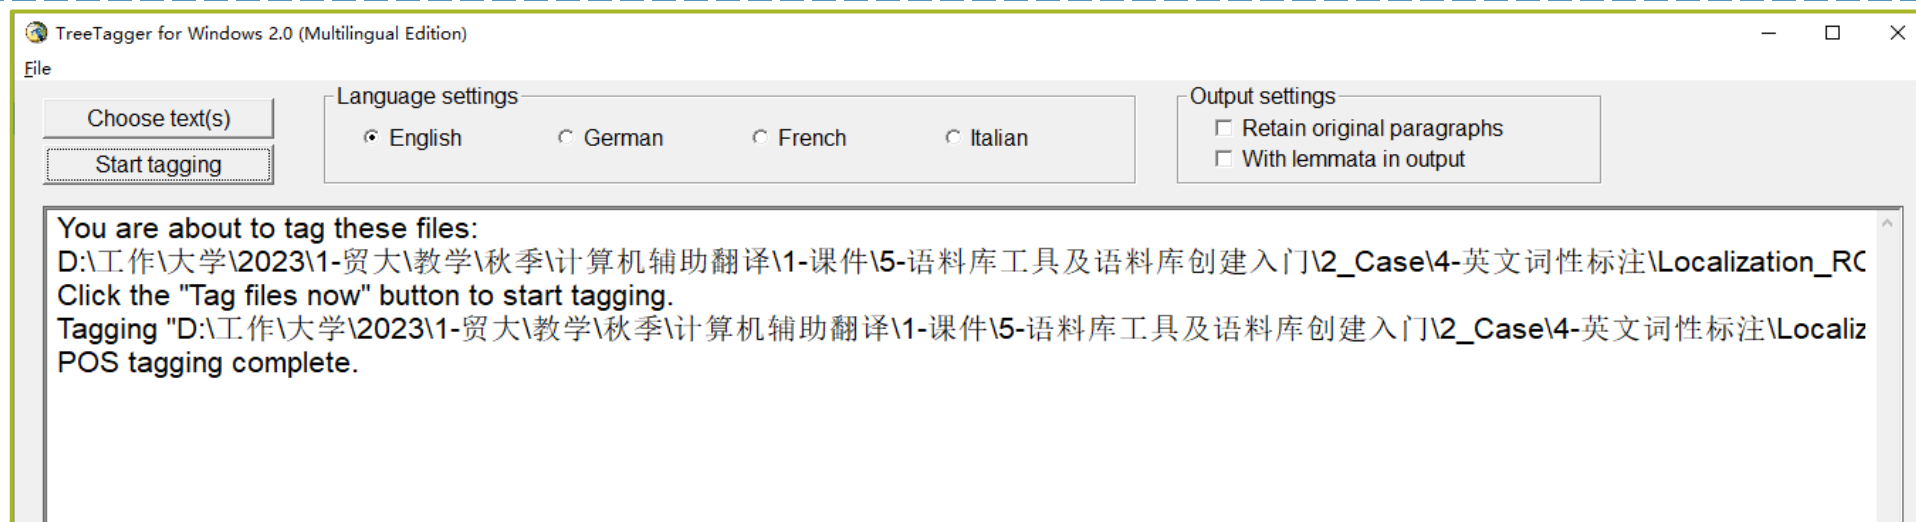 TreeTagger for Windows 2.0 (Multilingual Edition)
File
Choose text(s)
Start tagging
Language settings
English German French Italian
Output settings
Retain original paragraphs
With lemmata in output
You are about to tag these files:
D:\工作\大学\2023\1-贸大\教学\秋季\计算机辅助翻译\1-课件\5-语料库工具及语料库创建入门\2_Case\4-英文词性标注\Localization_RC
Click the "Tag files now" button to start tagging.
Tagging "D:\工作\大学\2023\1-贸大\教学\秋季\计算机辅助翻译\1-课件\5-语料库工具及语料库创建入门\2_Case\4-英文词性标注\Localiz
POS tagging complete.